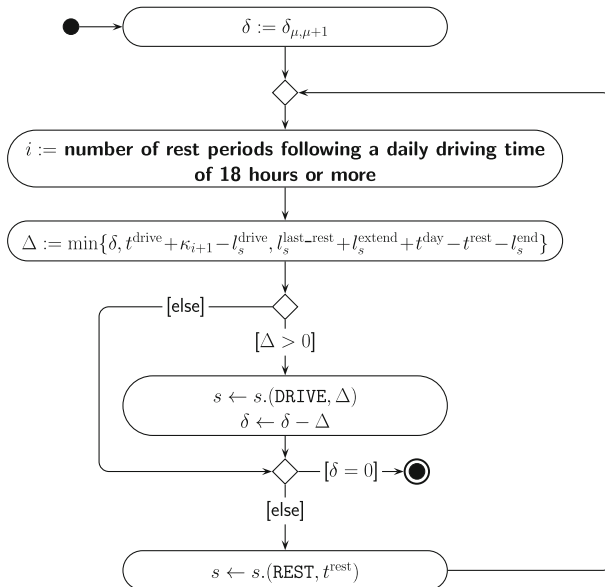 δ := δ_{μ,μ+1}
i := number of rest periods following a daily driving time
of 18 hours or more
Δ := min{δ, t^{drive}+κ_{i+1}−l_s^{drive}, l_s^{last_rest}+l_s^{extend}+t^{day}−t^{rest}−l_s^{end}}
[else]
[Δ > 0]
s ← s.(DRIVE, Δ)
δ ← δ − Δ
[δ = 0]
[else]
s ← s.(REST, t^{rest})